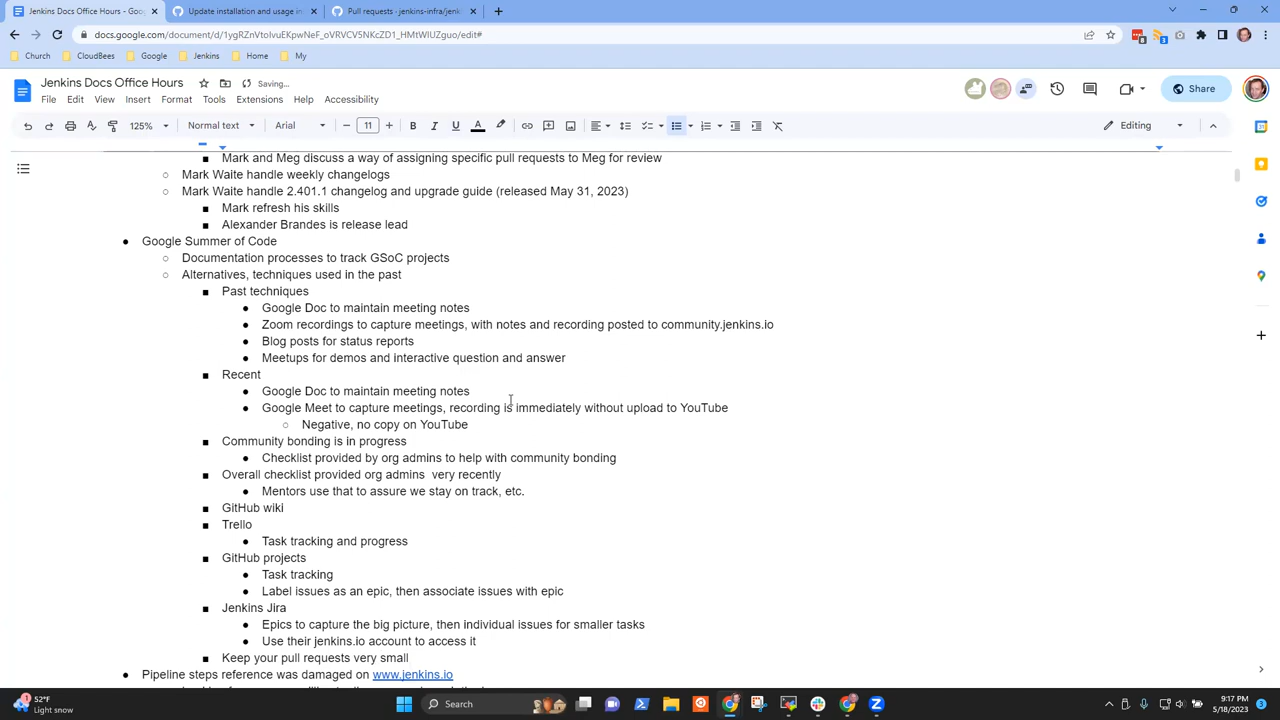 Jenkins Docs Office Hours - Goo
Update installation and usage in
Pull requests · jenkins-infra/jenki
docs.google.com/document/d/1ygRZnVtoIvuEKpwNeF_oVRVCV5NKcZD1_HMtWIUZguo/edit#
Church
CloudBees
Google
Jenkins
Home
My
Jenkins Docs Office Hours
Saving…
File Edit View Insert Format Tools Extensions Help Accessibility
Share
125%
Normal text
Arial
11
Editing
Mark and Meg discuss a way of assigning specific pull requests to Meg for review
Mark Waite handle weekly changelogs
Mark Waite handle 2.401.1 changelog and upgrade guide (released May 31, 2023)
Mark refresh his skills
Alexander Brandes is release lead
Google Summer of Code
Documentation processes to track GSoC projects
Alternatives, techniques used in the past
Past techniques
Google Doc to maintain meeting notes
Zoom recordings to capture meetings, with notes and recording posted to community.jenkins.io
Blog posts for status reports
Meetups for demos and interactive question and answer
Recent
Google Doc to maintain meeting notes
Google Meet to capture meetings, recording is immediately without upload to YouTube
Negative, no copy on YouTube
Community bonding is in progress
Checklist provided by org admins to help with community bonding
Overall checklist provided org admins  very recently
Mentors use that to assure we stay on track, etc.
GitHub wiki
Trello
Task tracking and progress
GitHub projects
Task tracking
Label issues as an epic, then associate issues with epic
Jenkins Jira
Epics to capture the big picture, then individual issues for smaller tasks
Use their jenkins.io account to access it
Keep your pull requests very small
Pipeline steps reference was damaged on www.jenkins.io
52°F
Light snow
Search
9:17 PM
5/18/2023